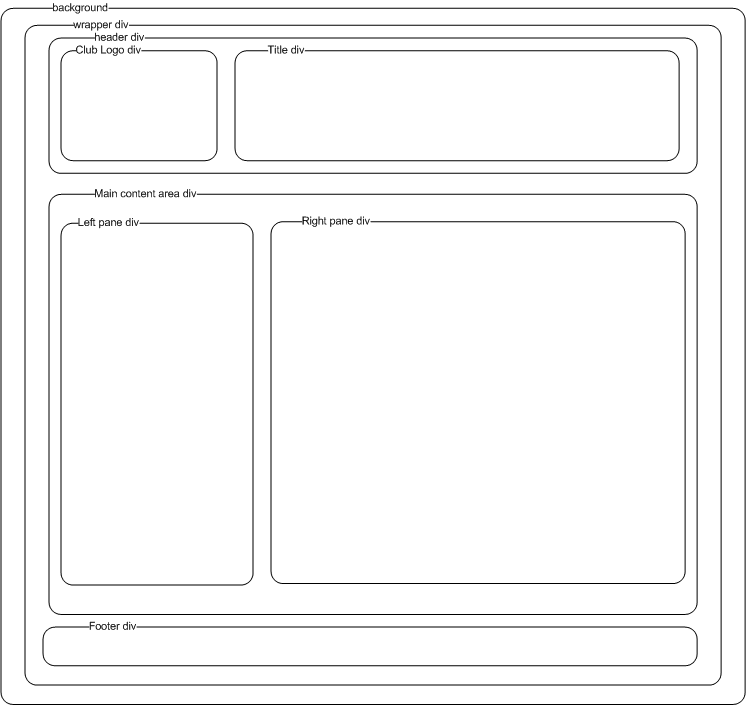 background
wrapper div
header div
Club Logo div
Title div
Main content area div
Left pane div
Right pane div
Footer div